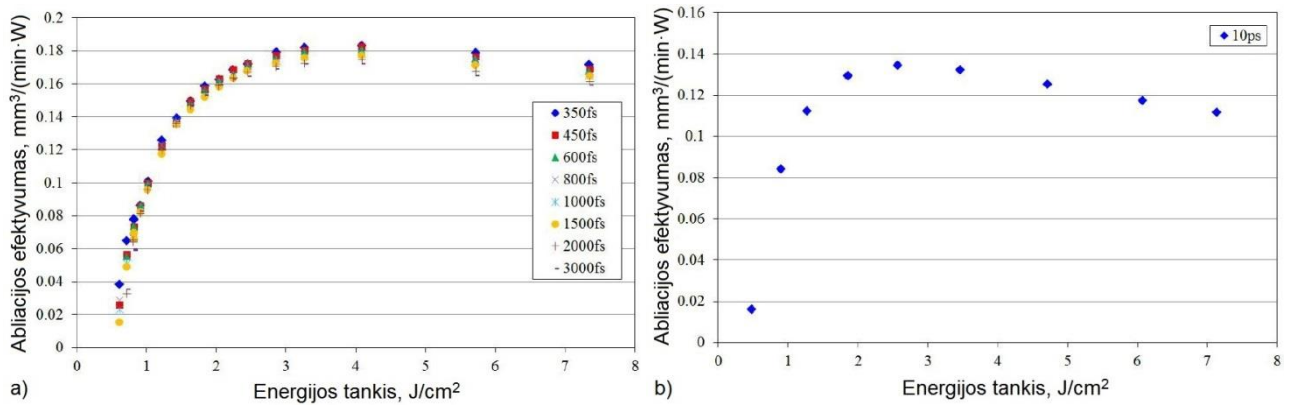 0.2
0.18
0.16
0.14
0.12
0.1
0.08
0.06
0.04
0.02
0
0 1 2 3 4 5 6 7 8
Abliacijos efektyvumas, mm³/(min·W)
Energijos tankis, J/cm²
350fs
450fs
600fs
800fs
1000fs
1500fs
2000fs
3000fs
a)
0.16
0.14
0.12
0.1
0.08
0.06
0.04
0.02
0
0 1 2 3 4 5 6 7 8
Abliacijos efektyvumas, mm³/(min·W)
Energijos tankis, J/cm²
10ps
b)